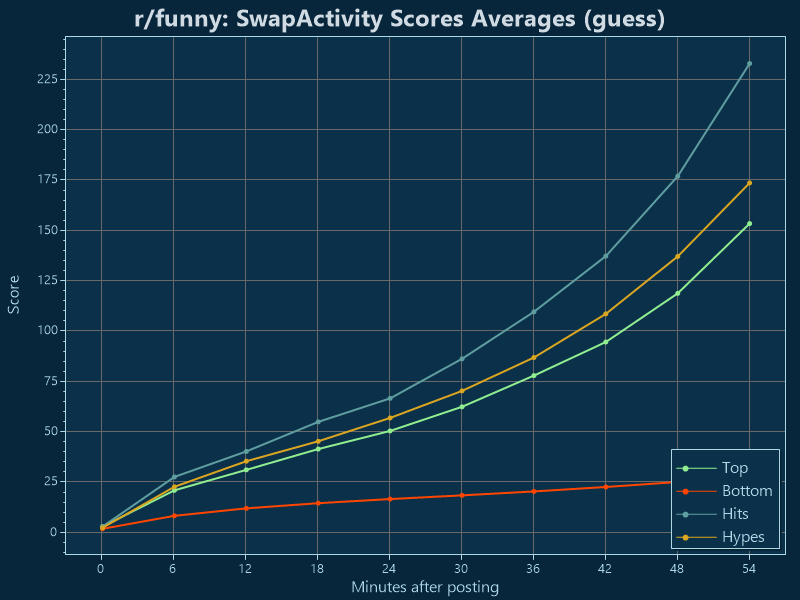 r/funny: SwapActivity Scores Averages (guess)
225
200
175
150
125
100
75
50
25
0
Score
0 6 12 18 24 30 36 42 48 54
Minutes after posting
Top
Bottom
Hits
Hypes